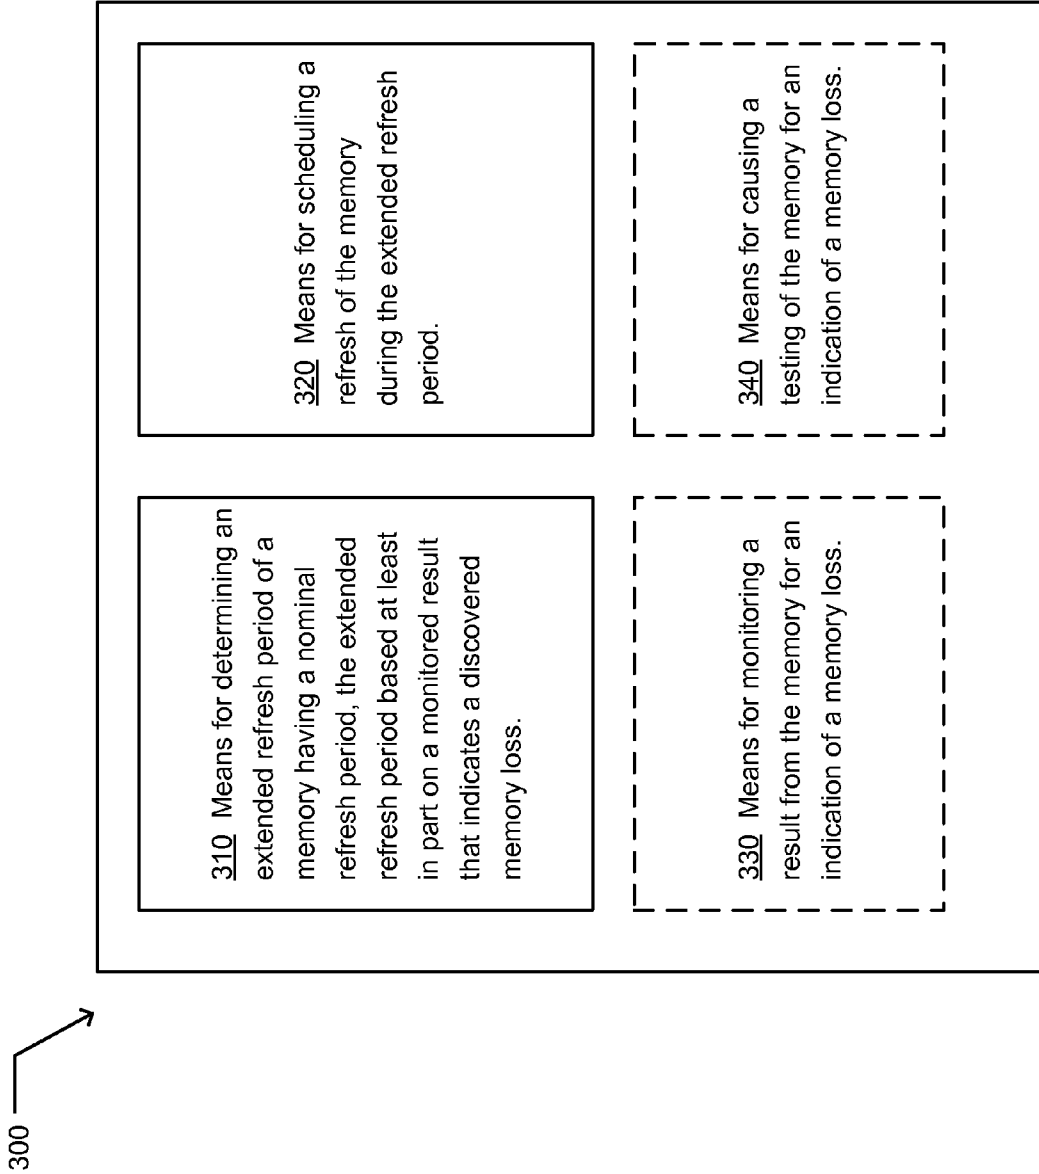 300
310 Means for determining an
extended refresh period of a
memory having a nominal
refresh period, the extended
refresh period based at least
in part on a monitored result
that indicates a discovered
memory loss.
320 Means for scheduling a
refresh of the memory
during the extended refresh
period.
330 Means for monitoring a
result from the memory for an
indication of a memory loss.
340 Means for causing a
testing of the memory for an
indication of a memory loss.